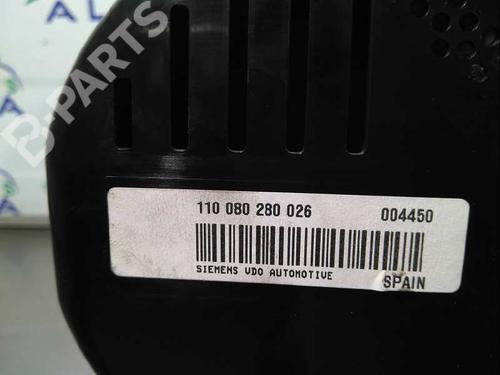 B-PARTS
110 080 280 026 004450
SIEMENS VDO AUTOMOTIVE SPAIN